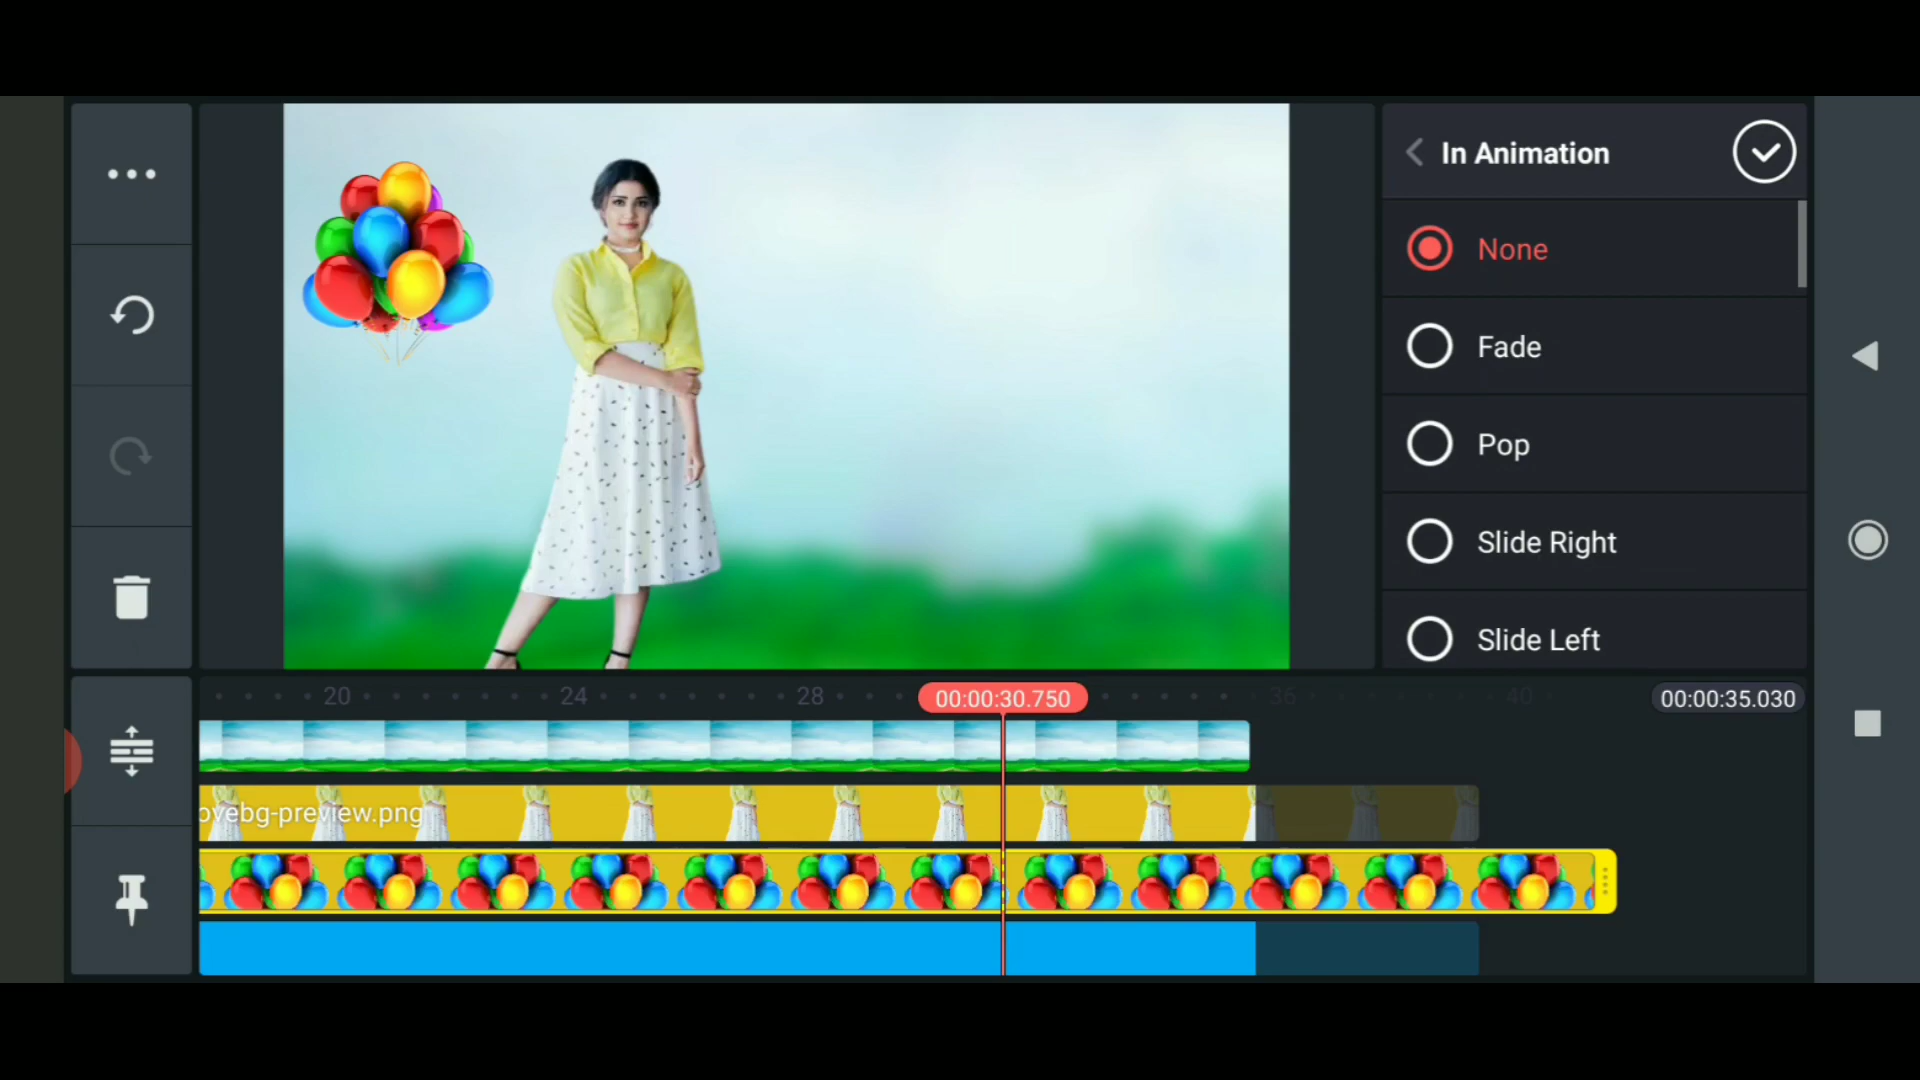 In Animation
None
Fade
Pop
Slide Right
Slide Left
20
24
28
00:00:30.750
36
40
00:00:35.030
ovebg-preview.png